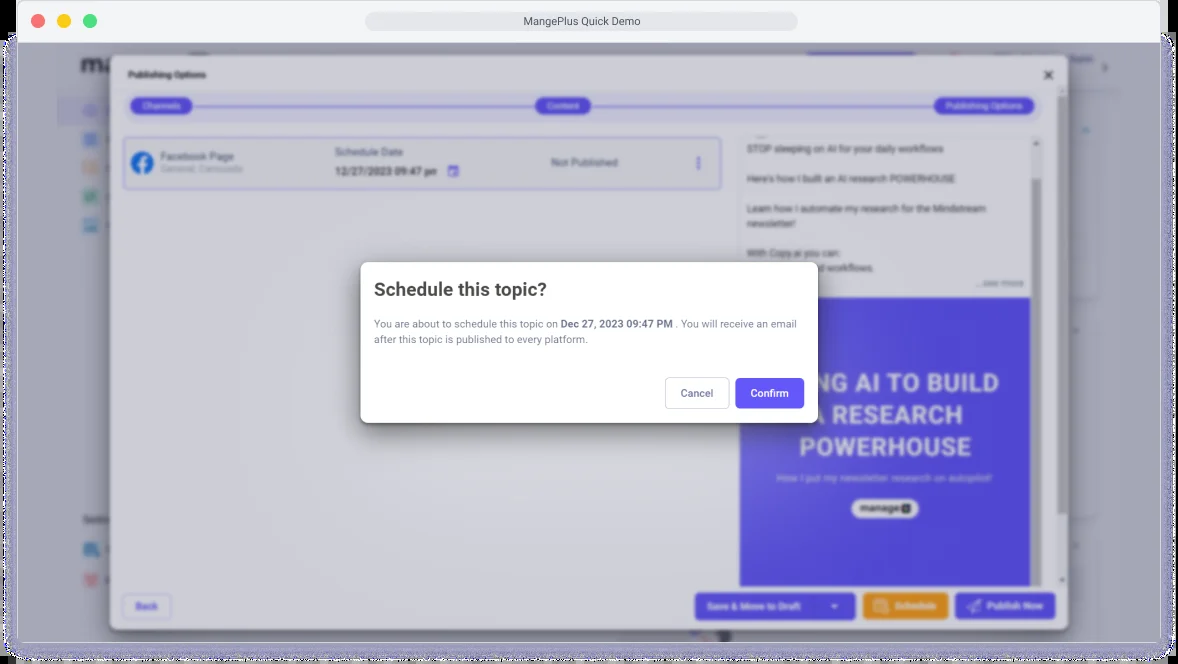 MangePlus Quick Demo
Publishing Options
Channels
Content
Publishing Options
Facebook Page
General, Carousels
Schedule Date
12/27/2023 09:47 pm
Not Published
STOP sleeping on AI for your daily workflows
Here's how I built an AI research POWERHOUSE
Learn how I automate my research for the Mindstream
newsletter!
With Copy.ai you can:
workflows.
...see more
Schedule this topic?
You are about to schedule this topic on Dec 27, 2023 09:47 PM . You will receive an email
after this topic is published to every platform.
Cancel
Confirm
NG AI TO BUILD
A RESEARCH
POWERHOUSE
How I put my newsletter research on autopilot!
manage
Back
Save & Move to Draft
Schedule
Publish Now